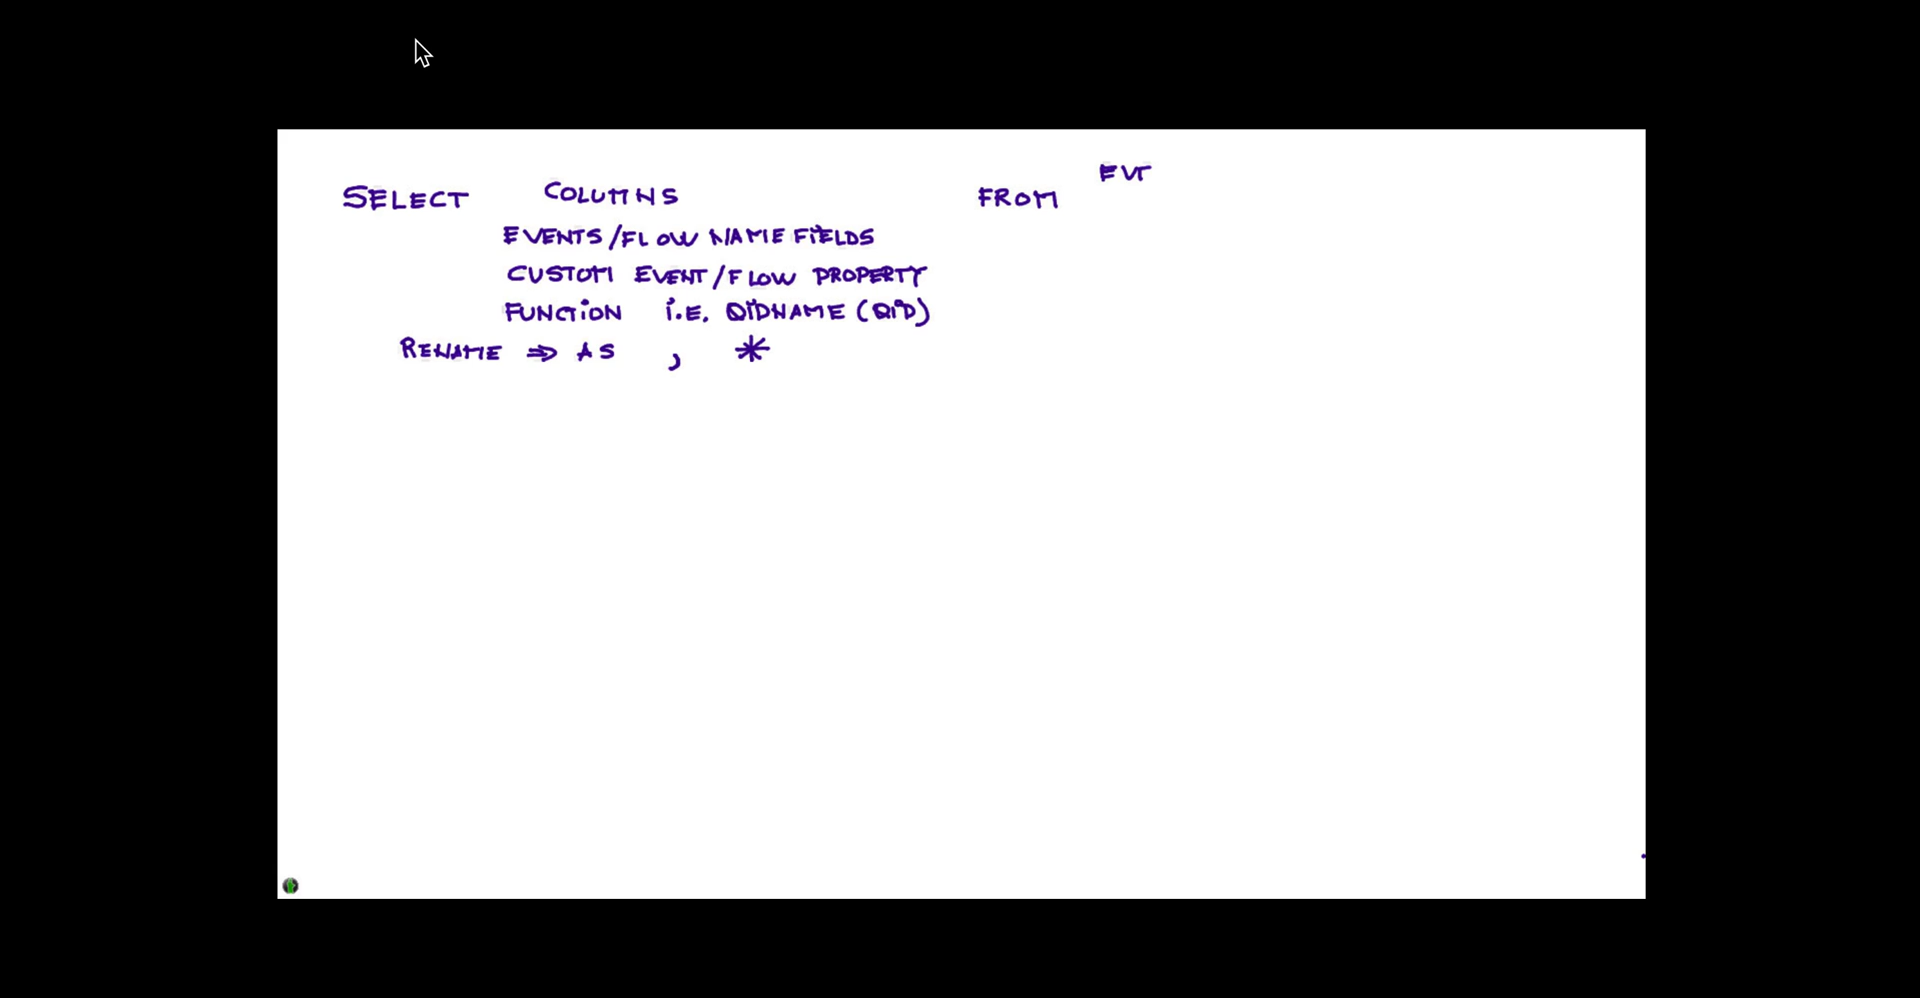 SELECT COLUMNS FROM EVT
EVENTS/FLOW NAME FIELDS
CUSTOM EVENT/FLOW PROPERTY
FUNCTION i.E. QIDNAME (QID)
RENAME ⇒ AS , *